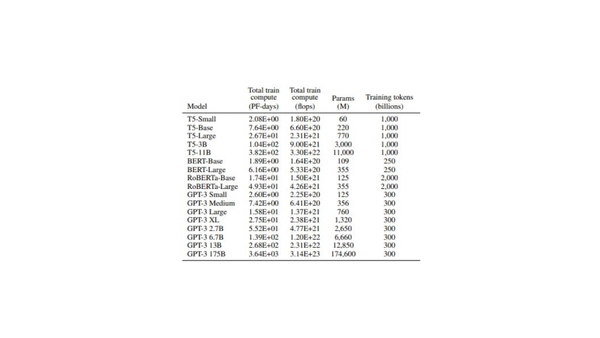 Total train Total train
compute compute Params Training tokens
Model (PF-days) (flops) (M) (billions)
T5-Small 2.08E+00 1.80E+20 60 1,000
T5-Base 7.64E+00 6.60E+20 220 1,000
T5-Large 2.67E+01 2.31E+21 770 1,000
T5-3B 1.04E+02 9.00E+21 3,000 1,000
T5-11B 3.82E+02 3.30E+22 11,000 1,000
BERT-Base 1.89E+00 1.64E+20 109 250
BERT-Large 6.16E+00 5.33E+20 355 250
RoBERTa-Base 1.74E+01 1.50E+21 125 2,000
RoBERTa-Large 4.93E+01 4.26E+21 355 2,000
GPT-3 Small 2.60E+00 2.25E+20 125 300
GPT-3 Medium 7.42E+00 6.41E+20 356 300
GPT-3 Large 1.58E+01 1.37E+21 760 300
GPT-3 XL 2.75E+01 2.38E+21 1,320 300
GPT-3 2.7B 5.52E+01 4.77E+21 2,650 300
GPT-3 6.7B 1.39E+02 1.20E+22 6,660 300
GPT-3 13B 2.68E+02 2.31E+22 12,850 300
GPT-3 175B 3.64E+03 3.14E+23 174,600 300